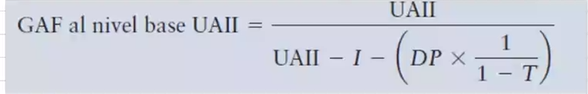 GAF al nivel base UAII = UAII / (UAII − I − (DP × 1 / (1 − T)))